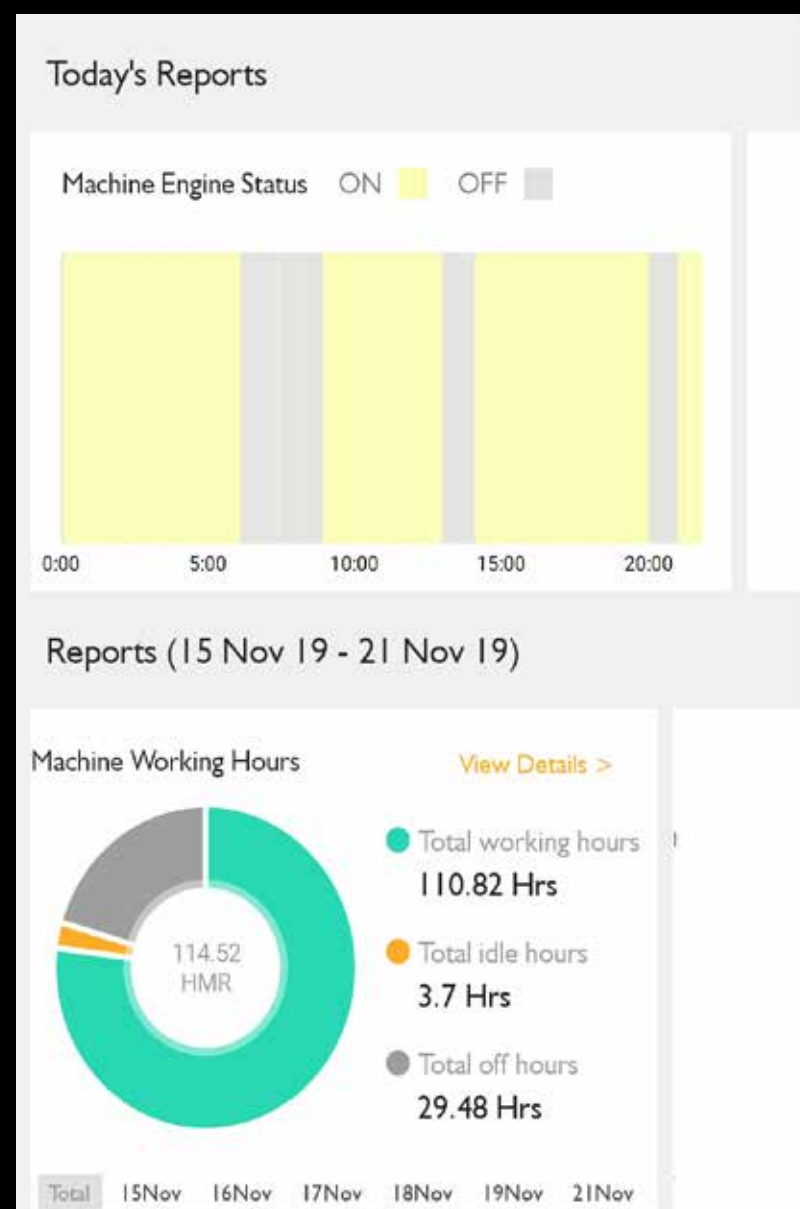 Today's Reports
Machine Engine Status ON OFF
0:00 5:00 10:00 15:00 20:00
Reports (15 Nov 19 - 21 Nov 19)
Machine Working Hours View Details >
Total working hours
110.82 Hrs
114.52
HMR
Total idle hours
3.7 Hrs
Total off hours
29.48 Hrs
Total 15Nov 16Nov 17Nov 18Nov 19Nov 21Nov